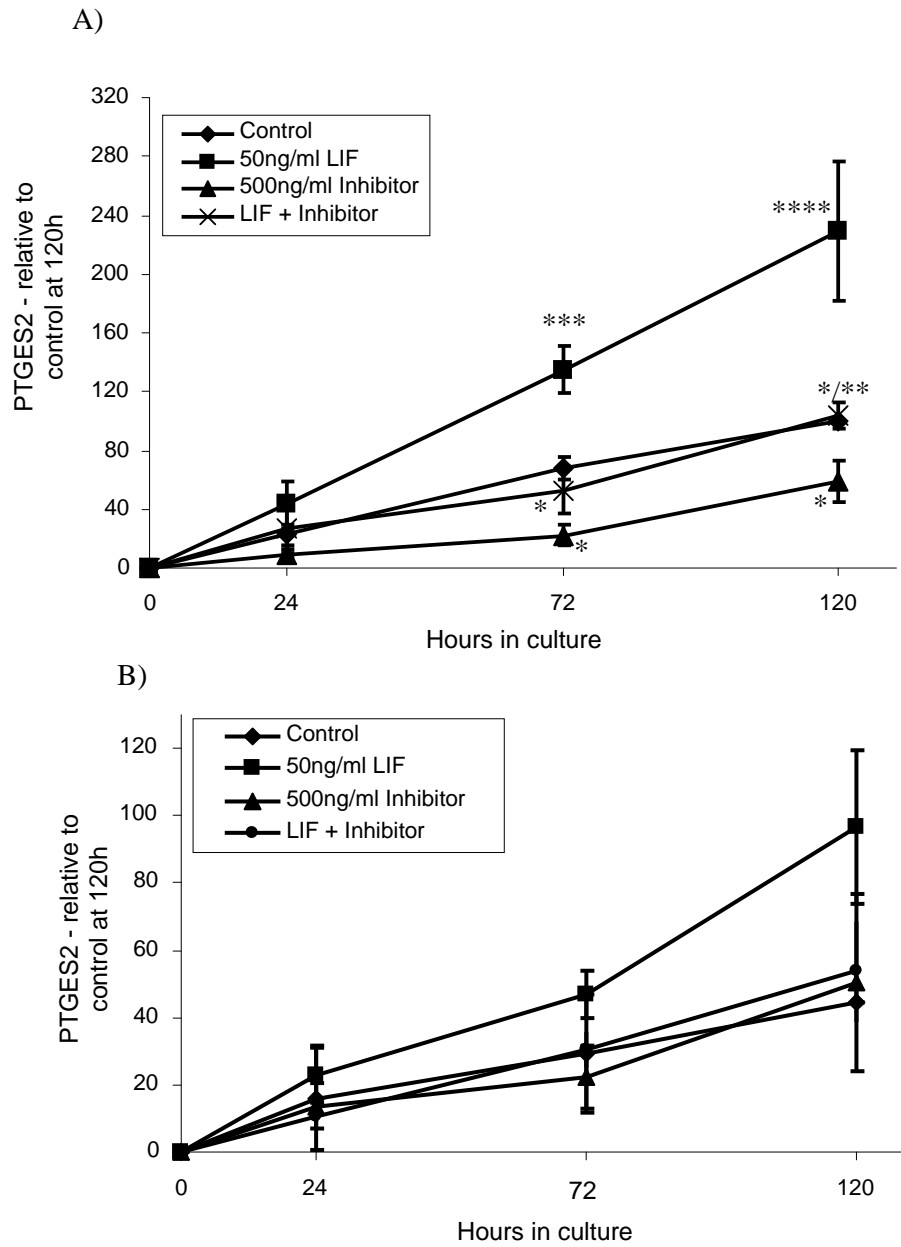 A)
320
280
240
200
160
120
80
40
0
PTGES2 - relative to
control at 120h
Control
50ng/ml LIF
500ng/ml Inhibitor
LIF + Inhibitor
****
***
*/**
*
*
*
0
24
72
120
Hours in culture
B)
120
100
80
60
40
20
0
PTGES2 - relative to
control at 120h
Control
50ng/ml LIF
500ng/ml Inhibitor
LIF + Inhibitor
0
24
72
120
Hours in culture